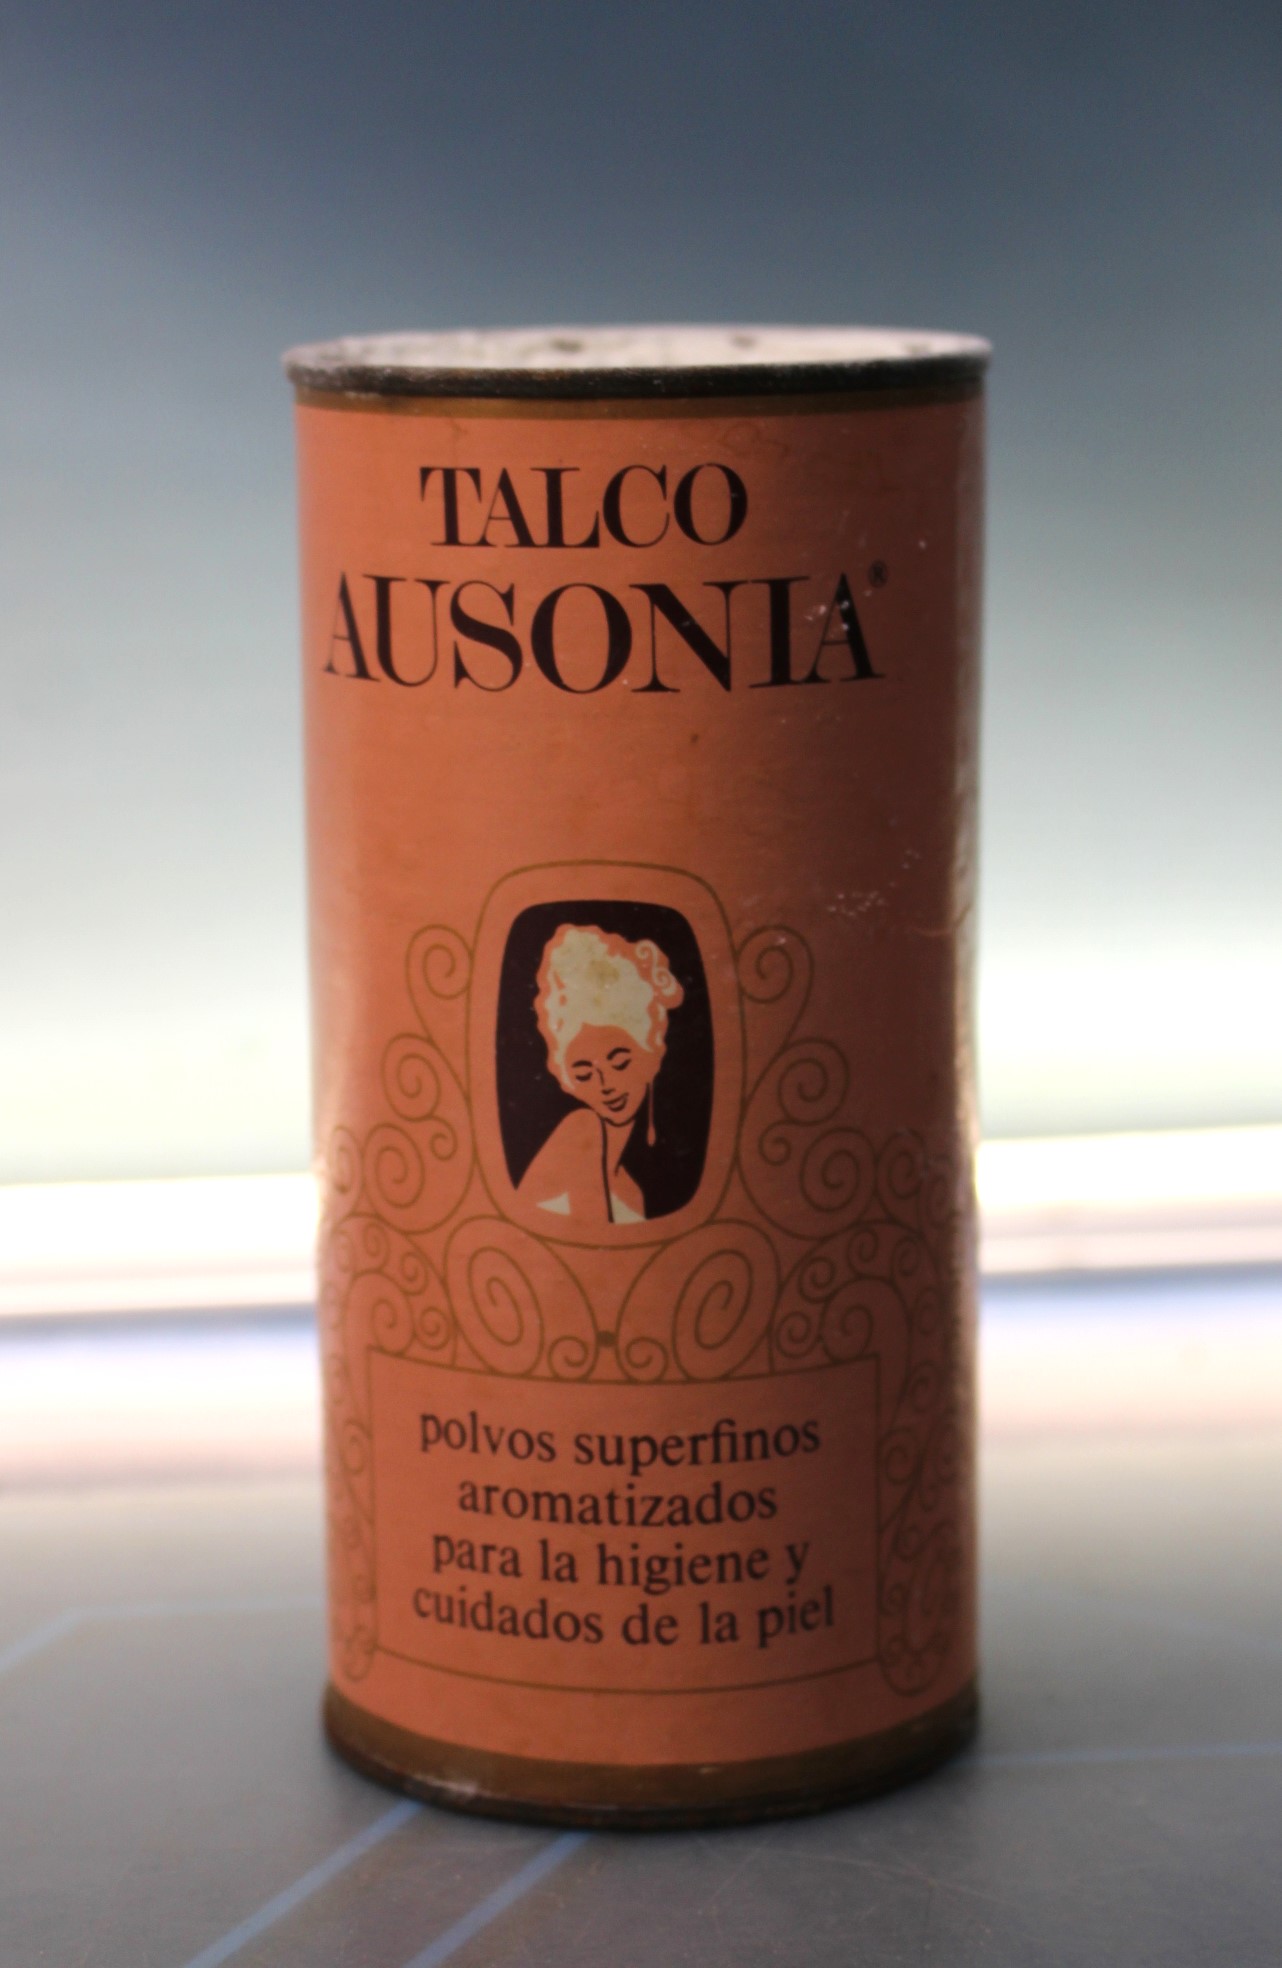 TALCO
AUSONIA®
polvos superfinos
aromatizados
para la higiene y
cuidados de la piel